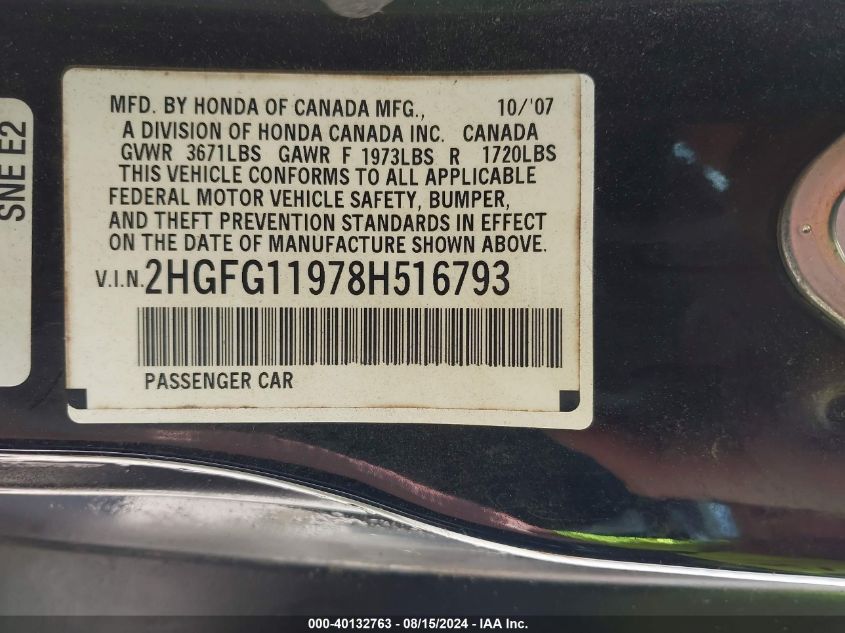 SNE E2
MFD. BY HONDA OF CANADA MFG., 10/'07
A DIVISION OF HONDA CANADA INC. CANADA
GVWR 3671LBS GAWR F 1973LBS R 1720LBS
THIS VEHICLE CONFORMS TO ALL APPLICABLE
FEDERAL MOTOR VEHICLE SAFETY, BUMPER,
AND THEFT PREVENTION STANDARDS IN EFFECT
ON THE DATE OF MANUFACTURE SHOWN ABOVE.
V.I.N. 2HGFG11978H516793
PASSENGER CAR
000-40132763 - 08/15/2024 - IAA Inc.